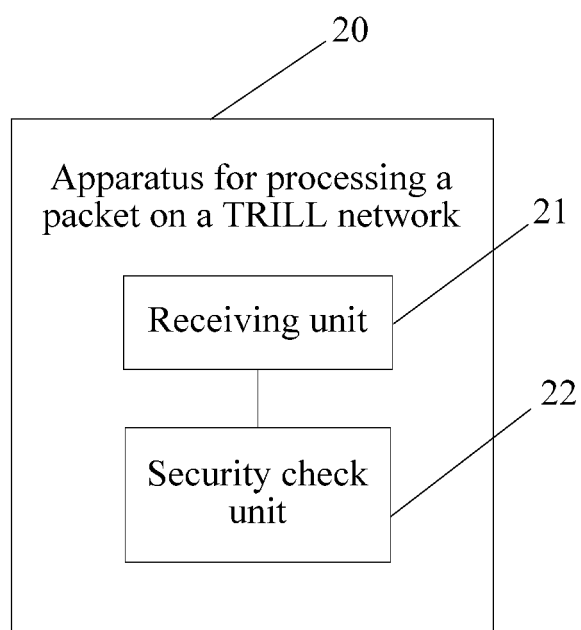 20
Apparatus for processing a
packet on a TRILL network
21
Receiving unit
22
Security check
unit